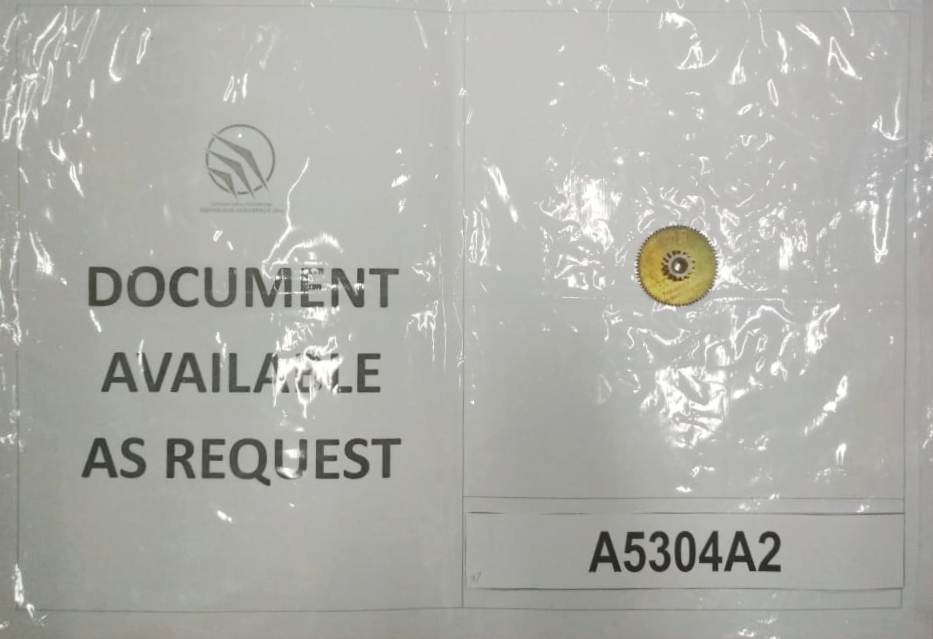 DOCUMENT
AVAILABLE
AS REQUEST
A5304A2